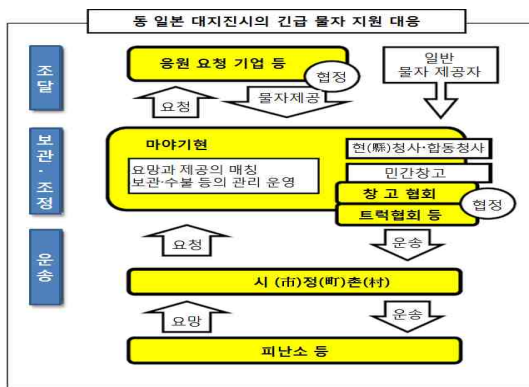 동 일본 대지진시의 긴급 물자 지원 대응
조달
응원 요청 기업 등
협정
일반
물자 제공자
요청
물자제공
보관·조정
마야기현
현(縣)청사·합동청사
요망과 제공의 매칭
보관·수불 등의 관리 운영
민간창고
창 고 협회
트럭협회 등
협정
운송
요청
운송
시 (市)정(町)촌(村)
요망
운송
피난소 등